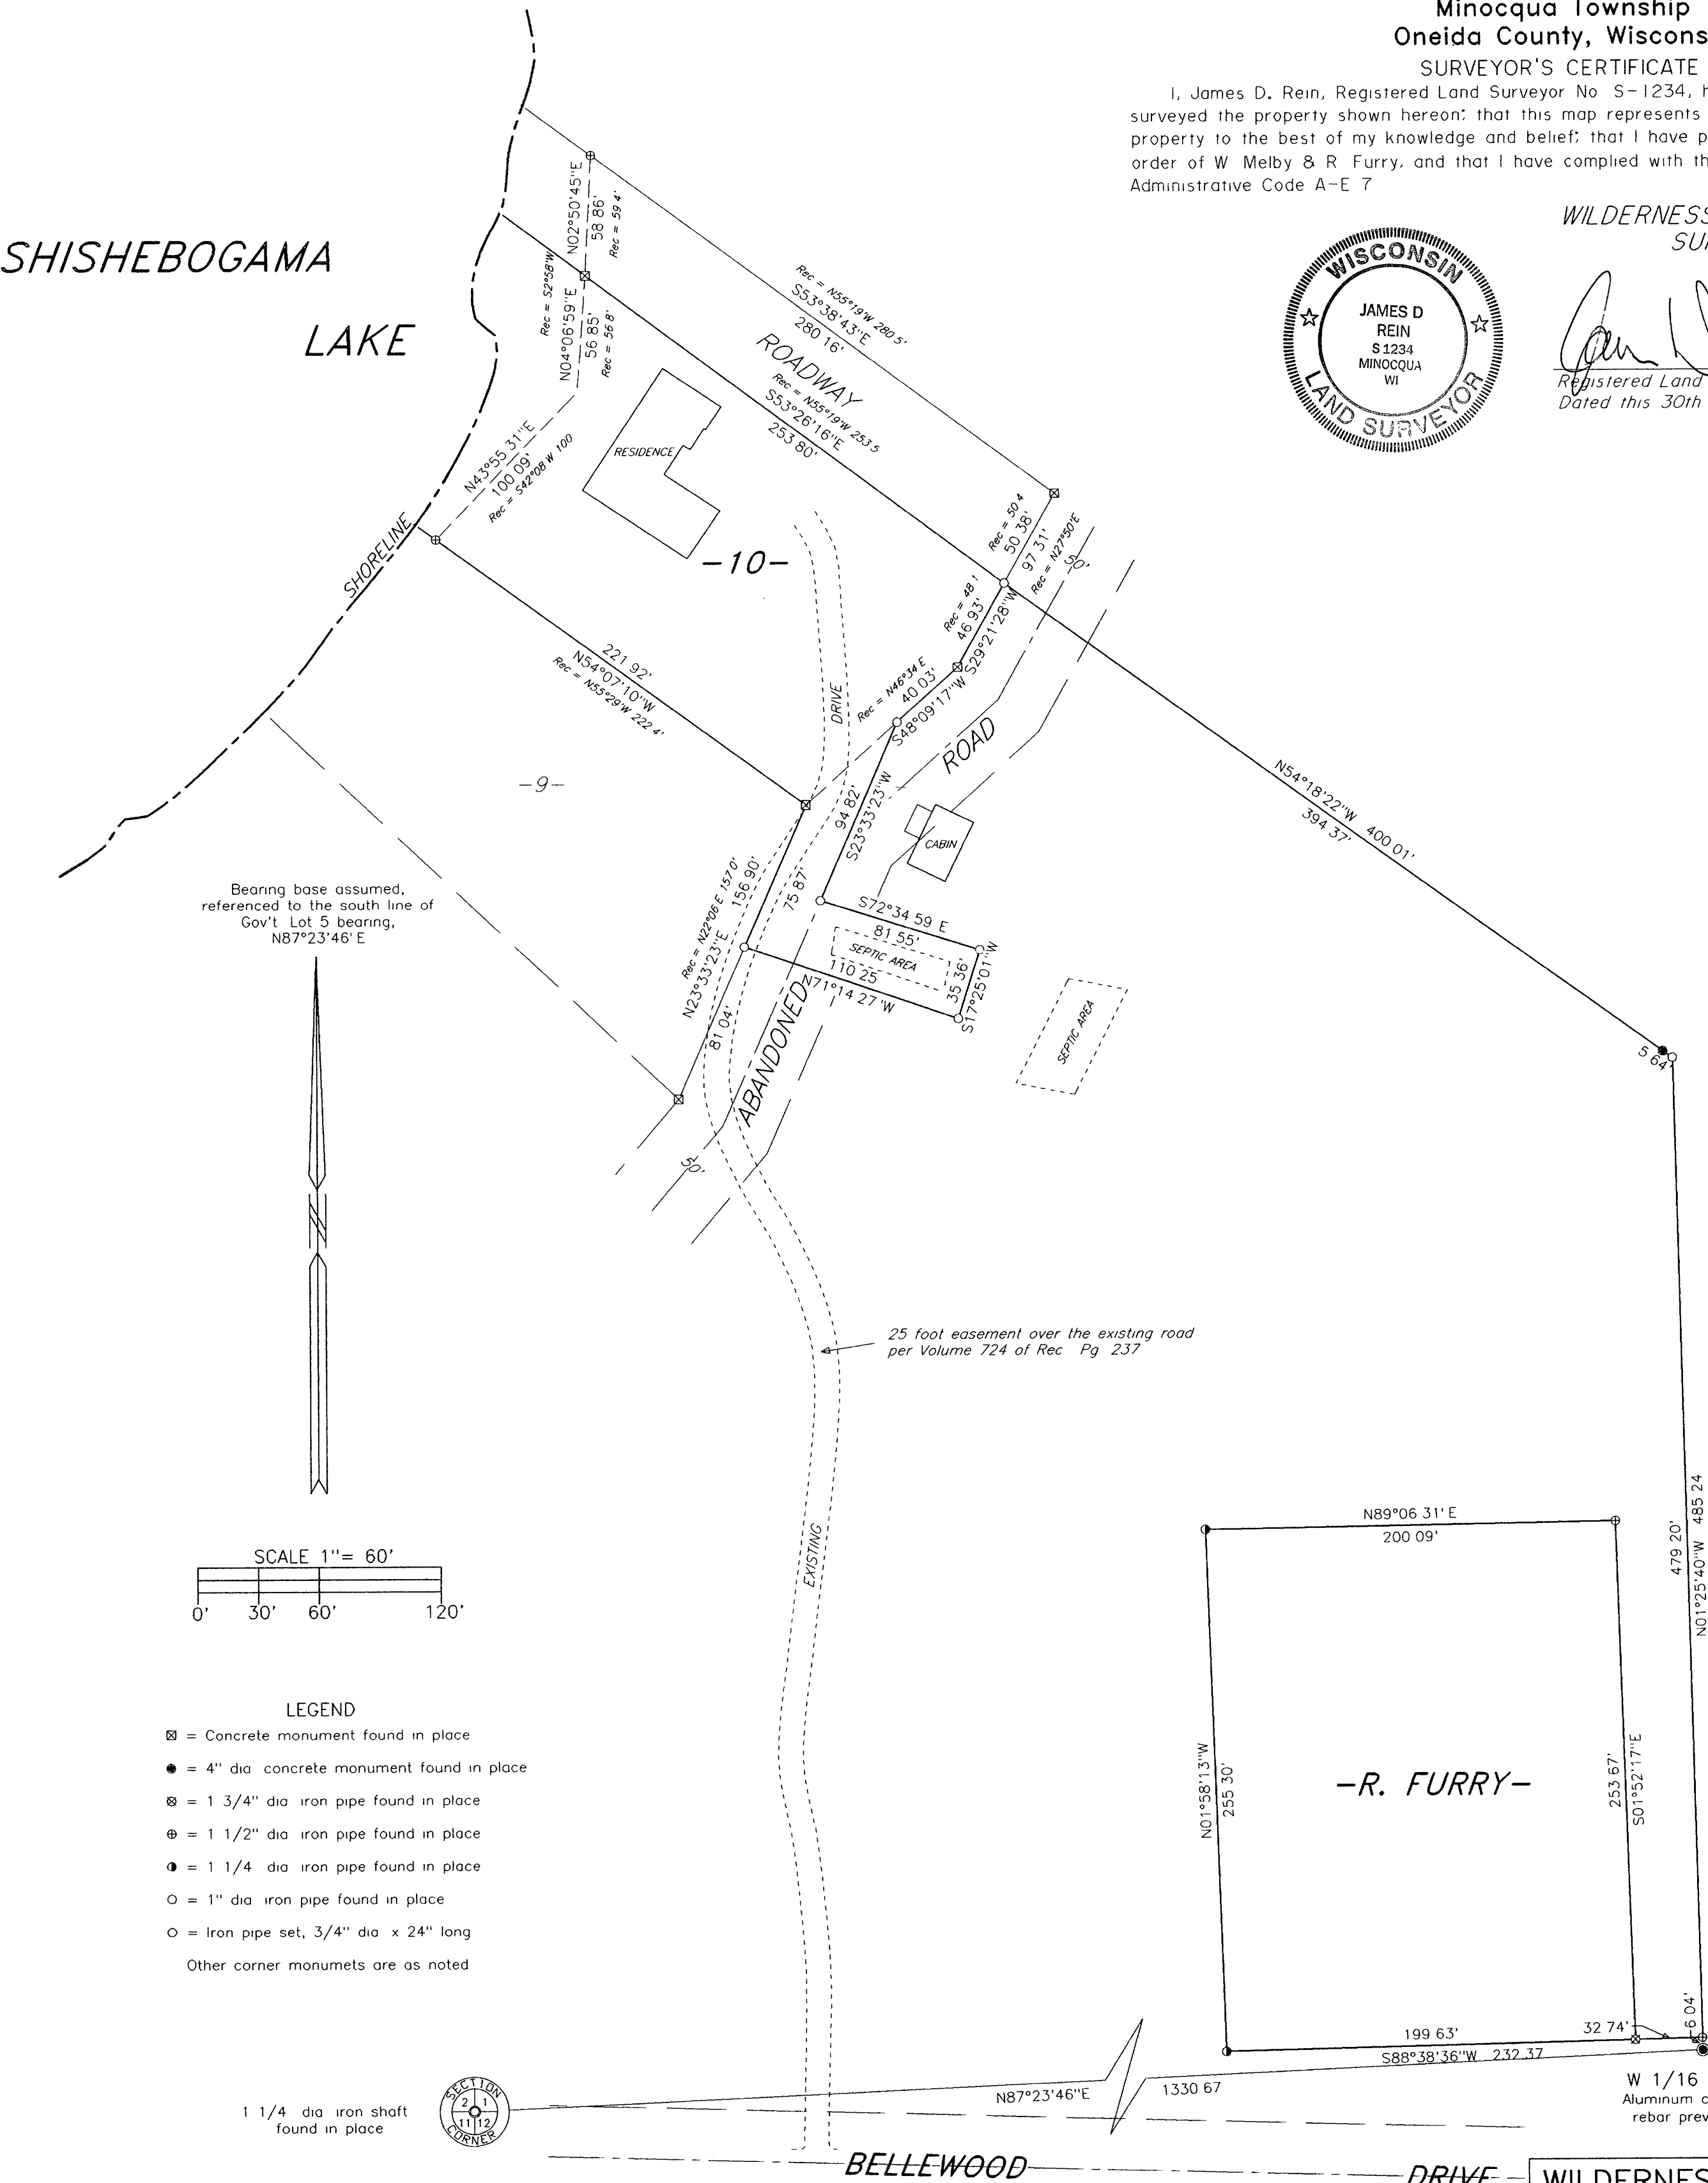 Minocqua Township
Oneida County, Wiscons
SURVEYOR'S CERTIFICATE
I, James D. Rein, Registered Land Surveyor No S-1234, h
surveyed the property shown hereon; that this map represents
property to the best of my knowledge and belief; that I have p
order of W Melby & R Furry, and that I have complied with th
Administrative Code A-E 7
WILDERNESS
SU
WISCONSIN
JAMES D
REIN
S 1234
MINOCQUA
WI
LAND SURVEYOR
Registered Land
Dated this 30th
SHISHEBOGAMA
LAKE
N02°50'45"E
58 86'
Rec = 59 4'
Rec = S2°58'W
N04°06'59"E
56 85'
Rec = 56 8'
N43°55 31"E
100 09'
Rec = S42°08 W 100
Rec = N55°19'W 280 5'
S53°38'43"E
280 16'
ROADWAY
Rec = N55°19'W 253 5
S53°26'16"E
253 80'
RESIDENCE
-10-
SHORELINE
Rec = 50 4
50 38'
97 31'
Rec = N27°50'E
50'
Rec = 48 1
46 93'
S29°21'28"W
221 92'
N54°07'10"W
Rec = N55°29'W 222 4'
DRIVE
Rec = N46°34 E
40 03'
S48°09'17"W
ROAD
-9-
94 82'
S23°33'23"W
CABIN
N54°18'22"W 400 01'
394 37'
Bearing base assumed,
referenced to the south line of
Gov't Lot 5 bearing,
N87°23'46' E
Rec = N22°06 E 157 0'
156 90'
N23°33'23"E
75 87'
81 04'
S72°34 59 E
81 55'
SEPTIC AREA
110 25
N71°14 27 'W
35 36'
S17°25'01"W
SEPTIC AREA
ABANDONED
50'
5 64'
25 foot easement over the existing road
per Volume 724 of Rec Pg 237
EXISTING
SCALE 1"= 60'
0' 30' 60' 120'
N89°06 31' E
200 09'
479 20'
N01°25'40"W 485 24
N01°58'13"W
255 30'
-R. FURRY-
253 67'
S01°52'17"E
LEGEND
= Concrete monument found in place
= 4" dia concrete monument found in place
= 1 3/4" dia iron pipe found in place
= 1 1/2" dia iron pipe found in place
= 1 1/4 dia iron pipe found in place
= 1" dia iron pipe found in place
= Iron pipe set, 3/4" dia x 24" long
Other corner monumets are as noted
199 63'
32 74'
6 04'
S88°38'36"W 232 37
W 1/16
Aluminum c
rebar prev
1 1/4 dia iron shaft
found in place
SECTION
2 1
11 12
CORNER
N87°23'46"E
1330 67
BELLEWOOD
DRIVE
WILDERNES